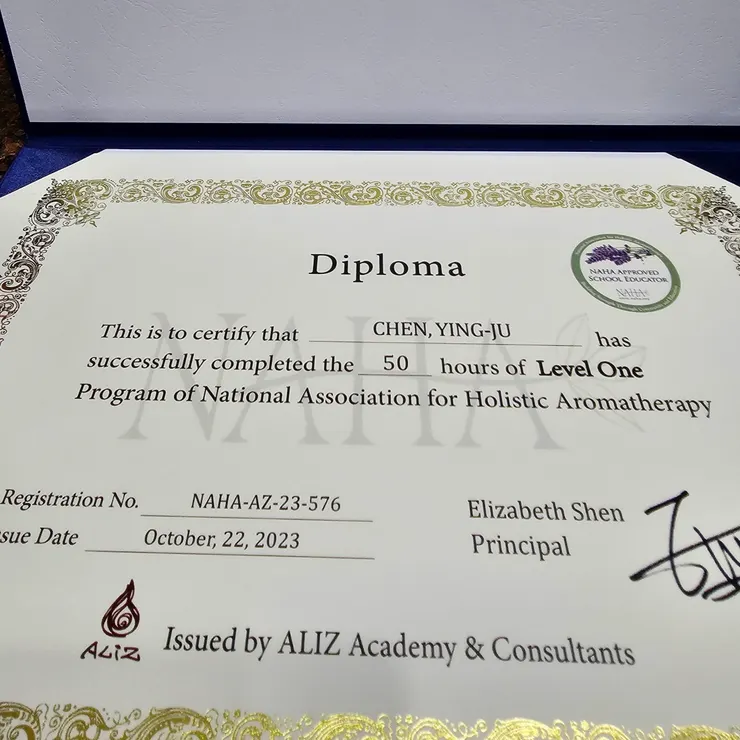 Diploma
NAHA APPROVED
SCHOOL EDUCATOR
NAHA
This is to certify that CHEN, YING-JU has
successfully completed the 50 hours of Level One
Program of National Association for Holistic Aromatherapy
NAHA
Registration No. NAHA-AZ-23-576
sue Date October, 22, 2023
Elizabeth Shen
Principal
ALiZ
Issued by ALIZ Academy & Consultants